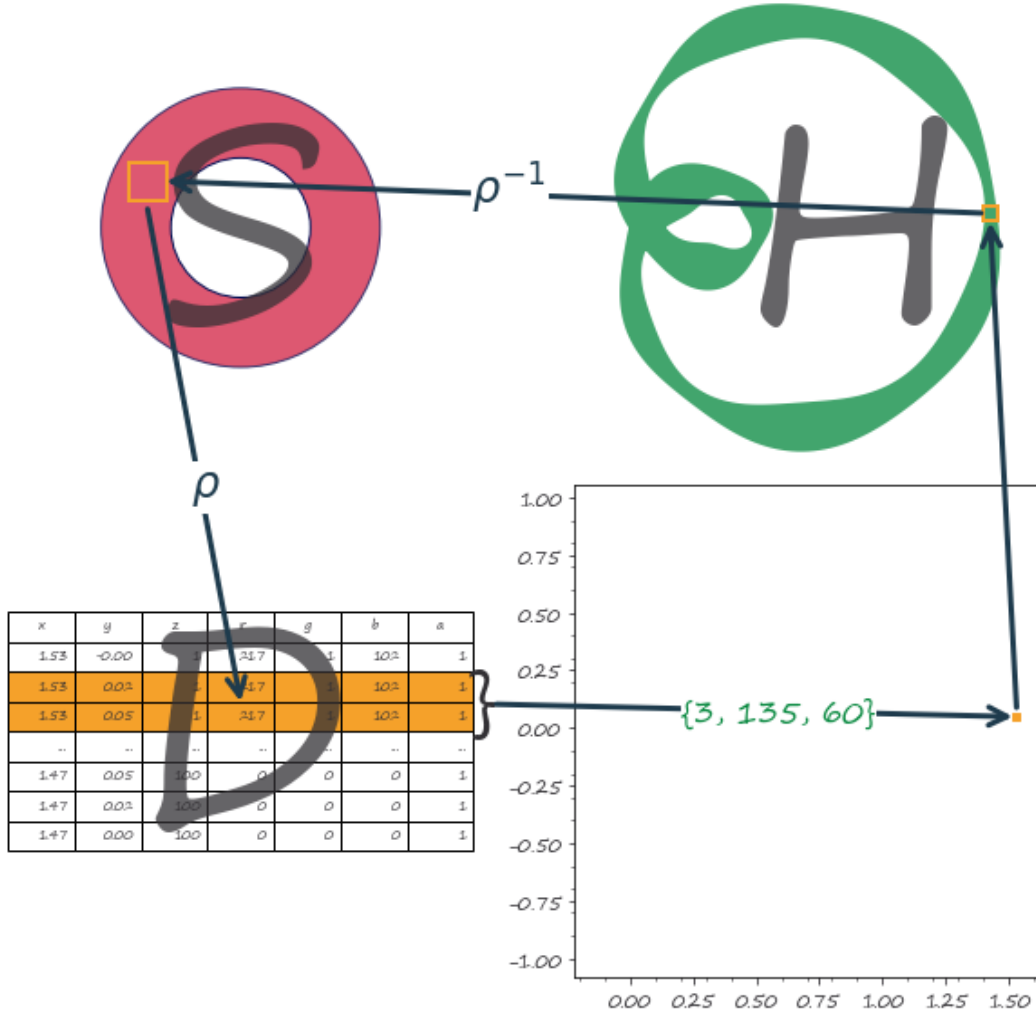 S
H
ρ⁻¹
ρ
x y z r g b a
1.53 -0.00 1 217 1 102 1
1.53 0.02 1 217 1 102 1
1.53 0.05 1 217 1 102 1
... ... ... ... ... ... ...
1.47 0.05 100 0 0 0 1
1.47 0.02 100 0 0 0 1
1.47 0.00 100 0 0 0 1
D
{3, 135, 60}
1.00
0.75
0.50
0.25
0.00
-0.25
-0.50
-0.75
-1.00
0.00 0.25 0.50 0.75 1.00 1.25 1.50